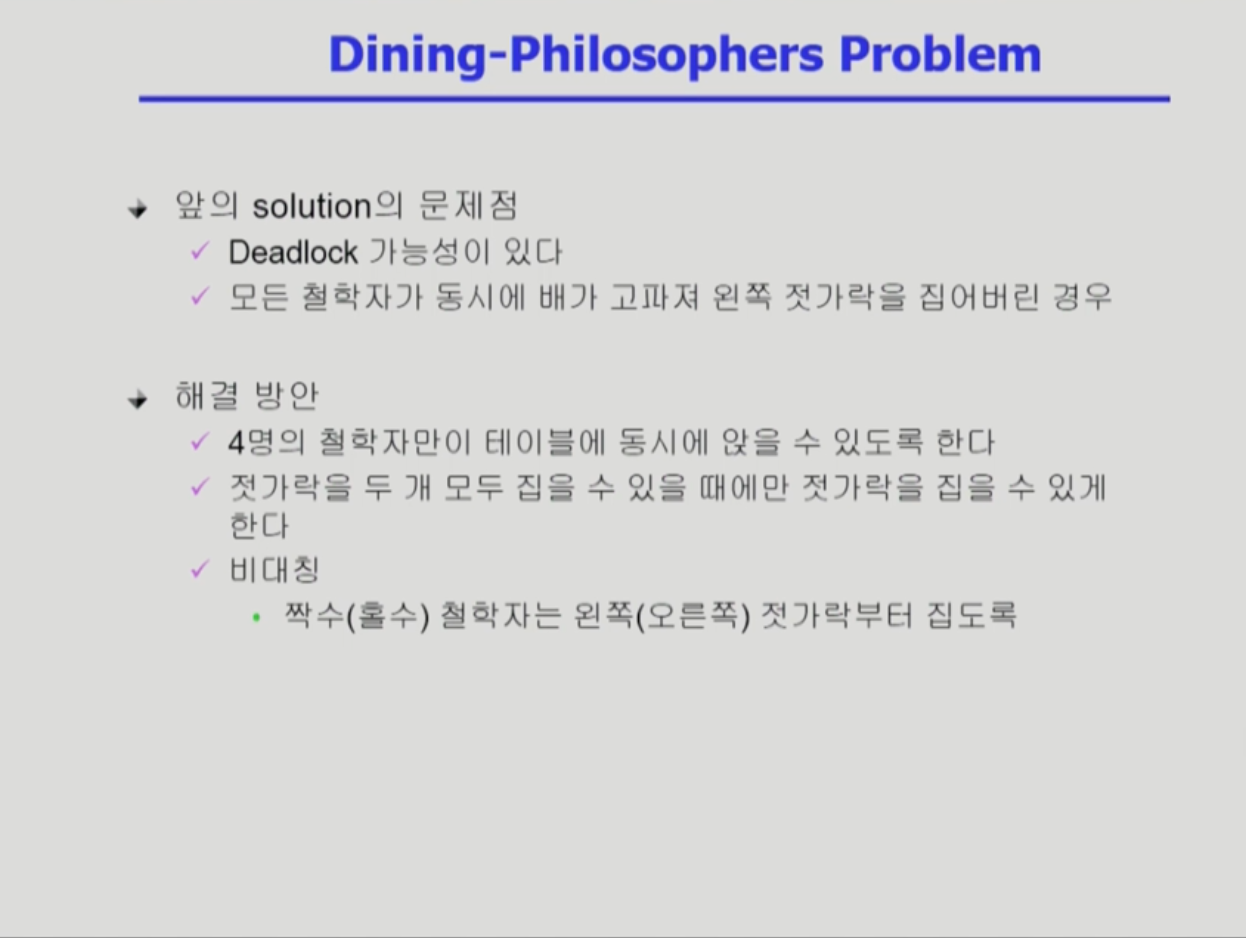 Dining-Philosophers Problem
앞의 solution의 문제점
Deadlock 가능성이 있다
모든 철학자가 동시에 배가 고파져 왼쪽 젓가락을 집어버린 경우
해결 방안
4명의 철학자만이 테이블에 동시에 앉을 수 있도록 한다
젓가락을 두 개 모두 집을 수 있을 때에만 젓가락을 집을 수 있게
한다
비대칭
짝수(홀수) 철학자는 왼쪽(오른쪽) 젓가락부터 집도록